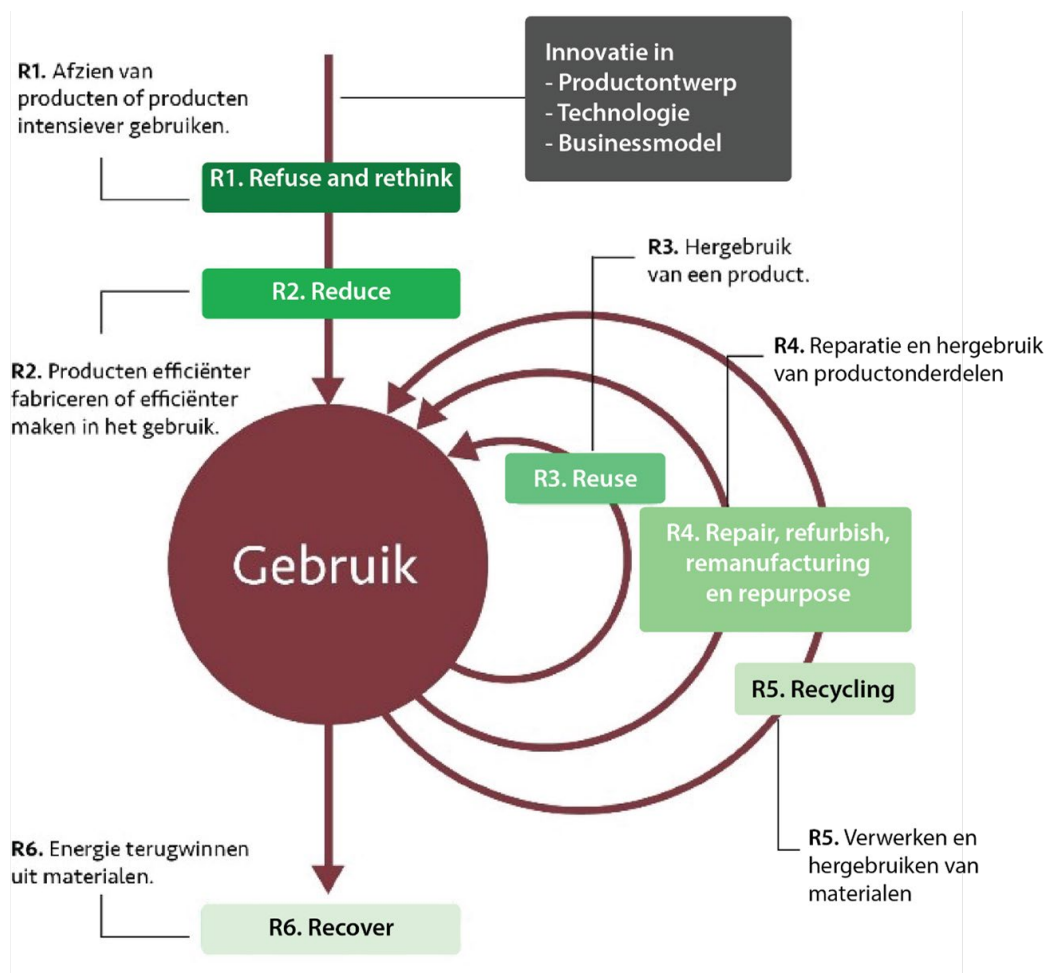 Innovatie in
- Productontwerp
- Technologie
- Businessmodel
R1. Afzien van
producten of producten
intensiever gebruiken.
R1. Refuse and rethink
R2. Reduce
R2. Producten efficiënter
fabriceren of efficiënter
maken in het gebruik.
R3. Hergebruik
van een product.
R4. Reparatie en hergebruik
van productonderdelen
R3. Reuse
R4. Repair, refurbish,
remanufacturing
en repurpose
Gebruik
R5. Recycling
R5. Verwerken en
hergebruiken van
materialen
R6. Energie terugwinnen
uit materialen.
R6. Recover